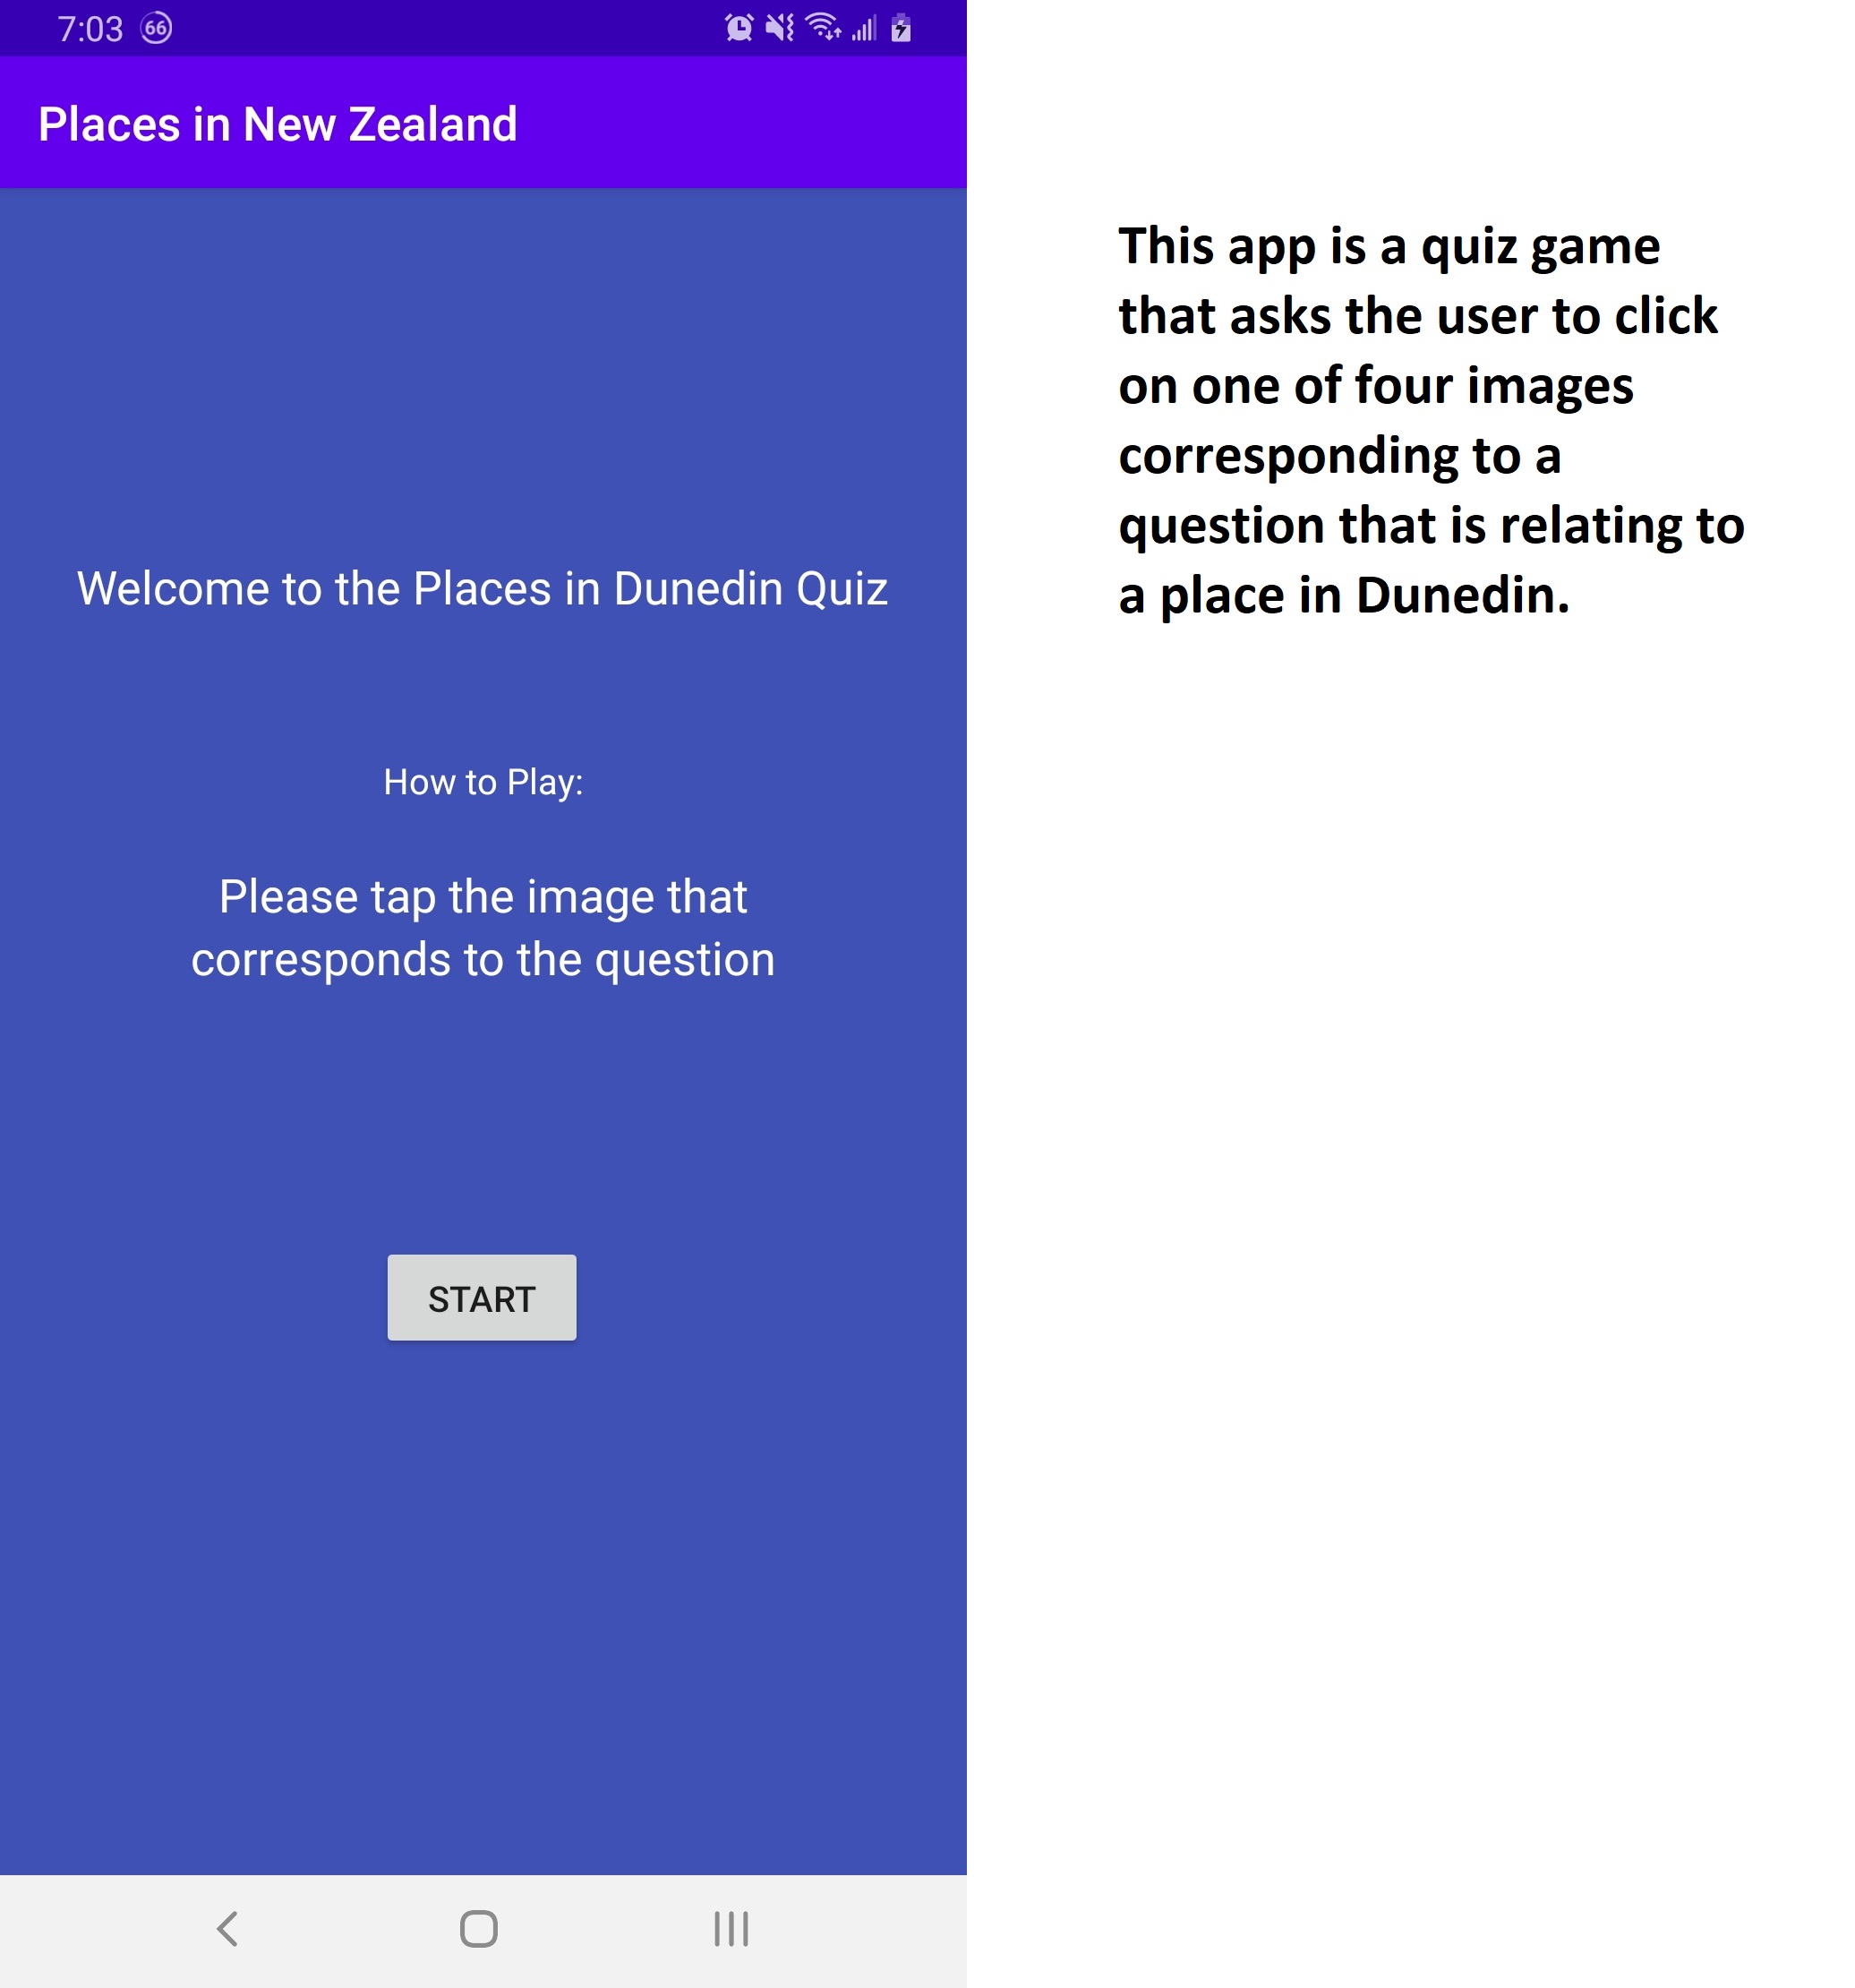 7:03 66
Places in New Zealand
Welcome to the Places in Dunedin Quiz
How to Play:
Please tap the image that
corresponds to the question
START
This app is a quiz game
that asks the user to click
on one of four images
corresponding to a
question that is relating to
a place in Dunedin.